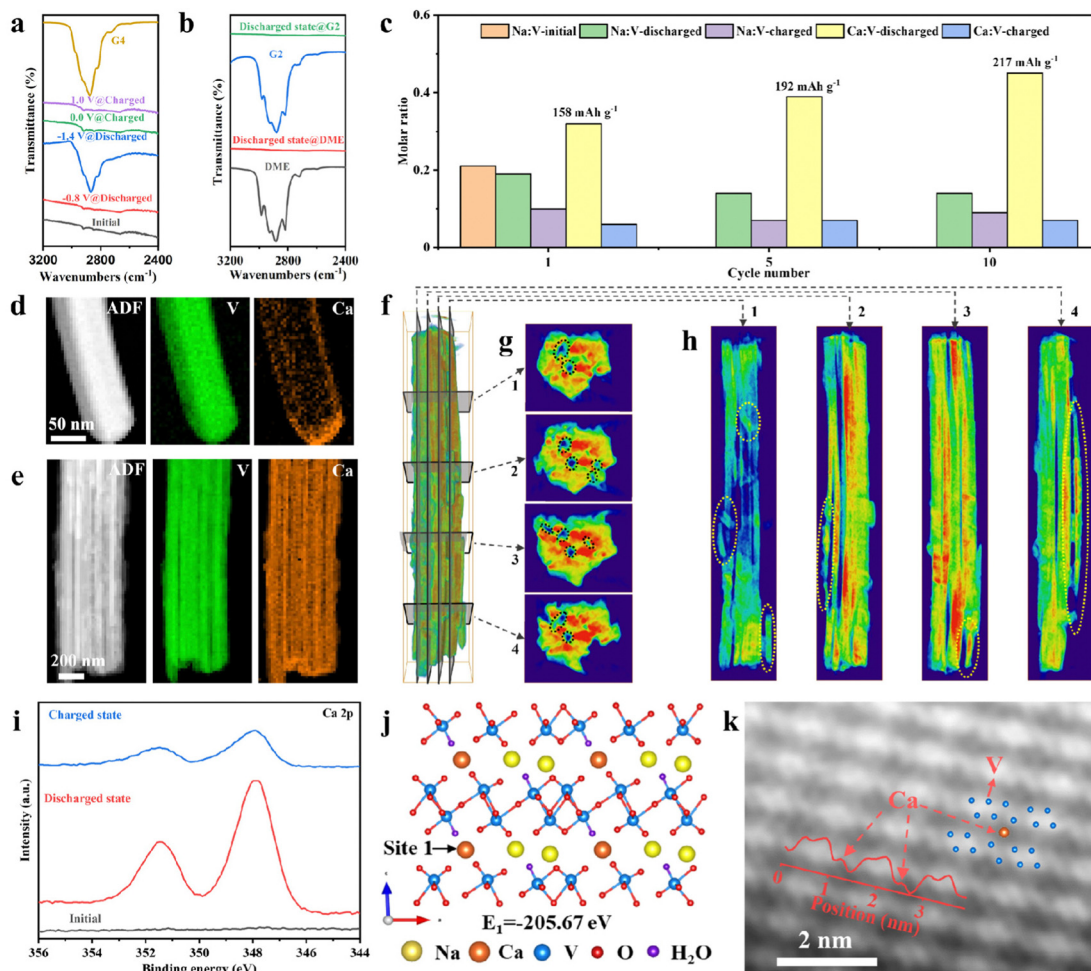 a
G4
1.0 V@Charged
0.0 V@Charged
-1.4 V@Discharged
-0.8 V@Discharged
Initial
Transmittance (%)
3200 2800 2400
Wavenumbers (cm⁻¹)
b
Discharged state@G2
G2
Discharged state@DME
DME
Transmittance (%)
3200 2800 2400
Wavenumbers (cm⁻¹)
c
Na:V-initial Na:V-discharged Na:V-charged Ca:V-discharged Ca:V-charged
158 mAh g⁻¹
192 mAh g⁻¹
217 mAh g⁻¹
Molar ratio
0.6
0.4
0.2
0
1 5 10
Cycle number
d
ADF V Ca
50 nm
e
ADF V Ca
200 nm
f
g
1
2
3
4
h
1 2 3 4
i
Ca 2p
Charged state
Discharged state
Initial
Intensity (a.u.)
356 354 352 350 348 346 344
Binding energy (eV)
j
Site 1
E₁=-205.67 eV
Na Ca V O H₂O
k
V
Ca
0 1 2 3
Position (nm)
2 nm